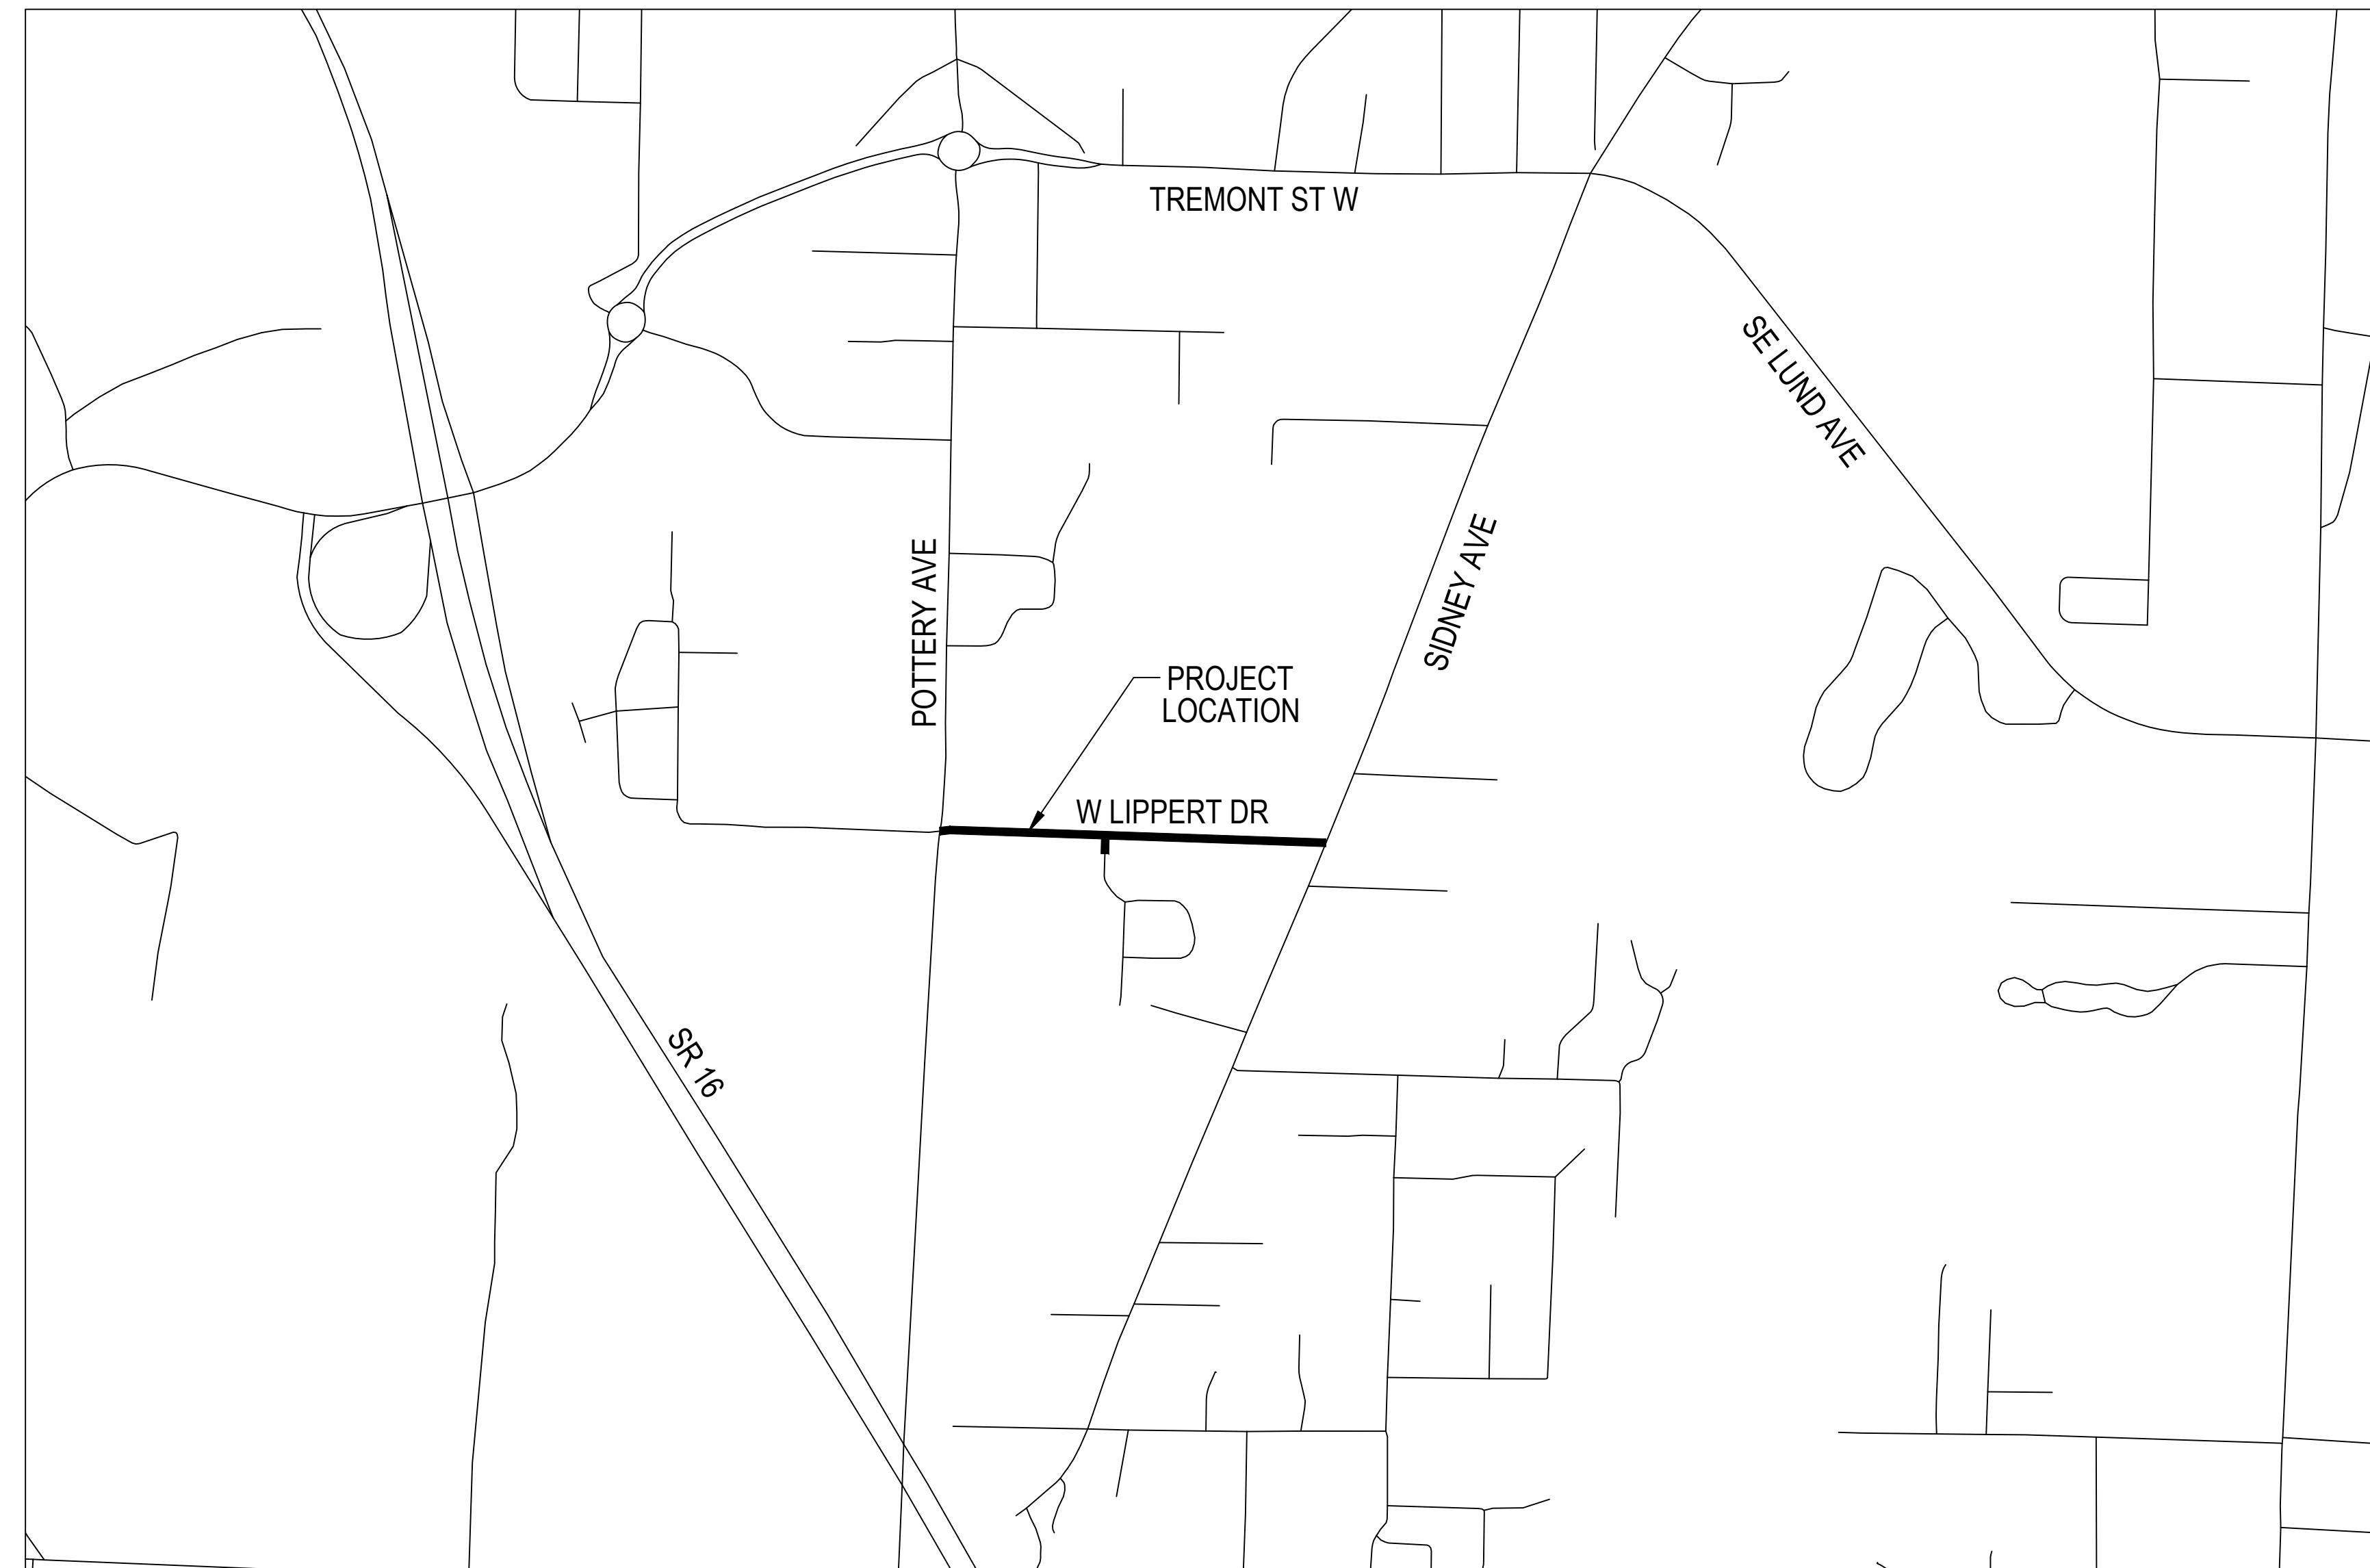 TREMONT ST W
SE LUND AVE
POTTERY AVE
SIDNEY AVE
PROJECT
LOCATION
W LIPPERT DR
SR 16